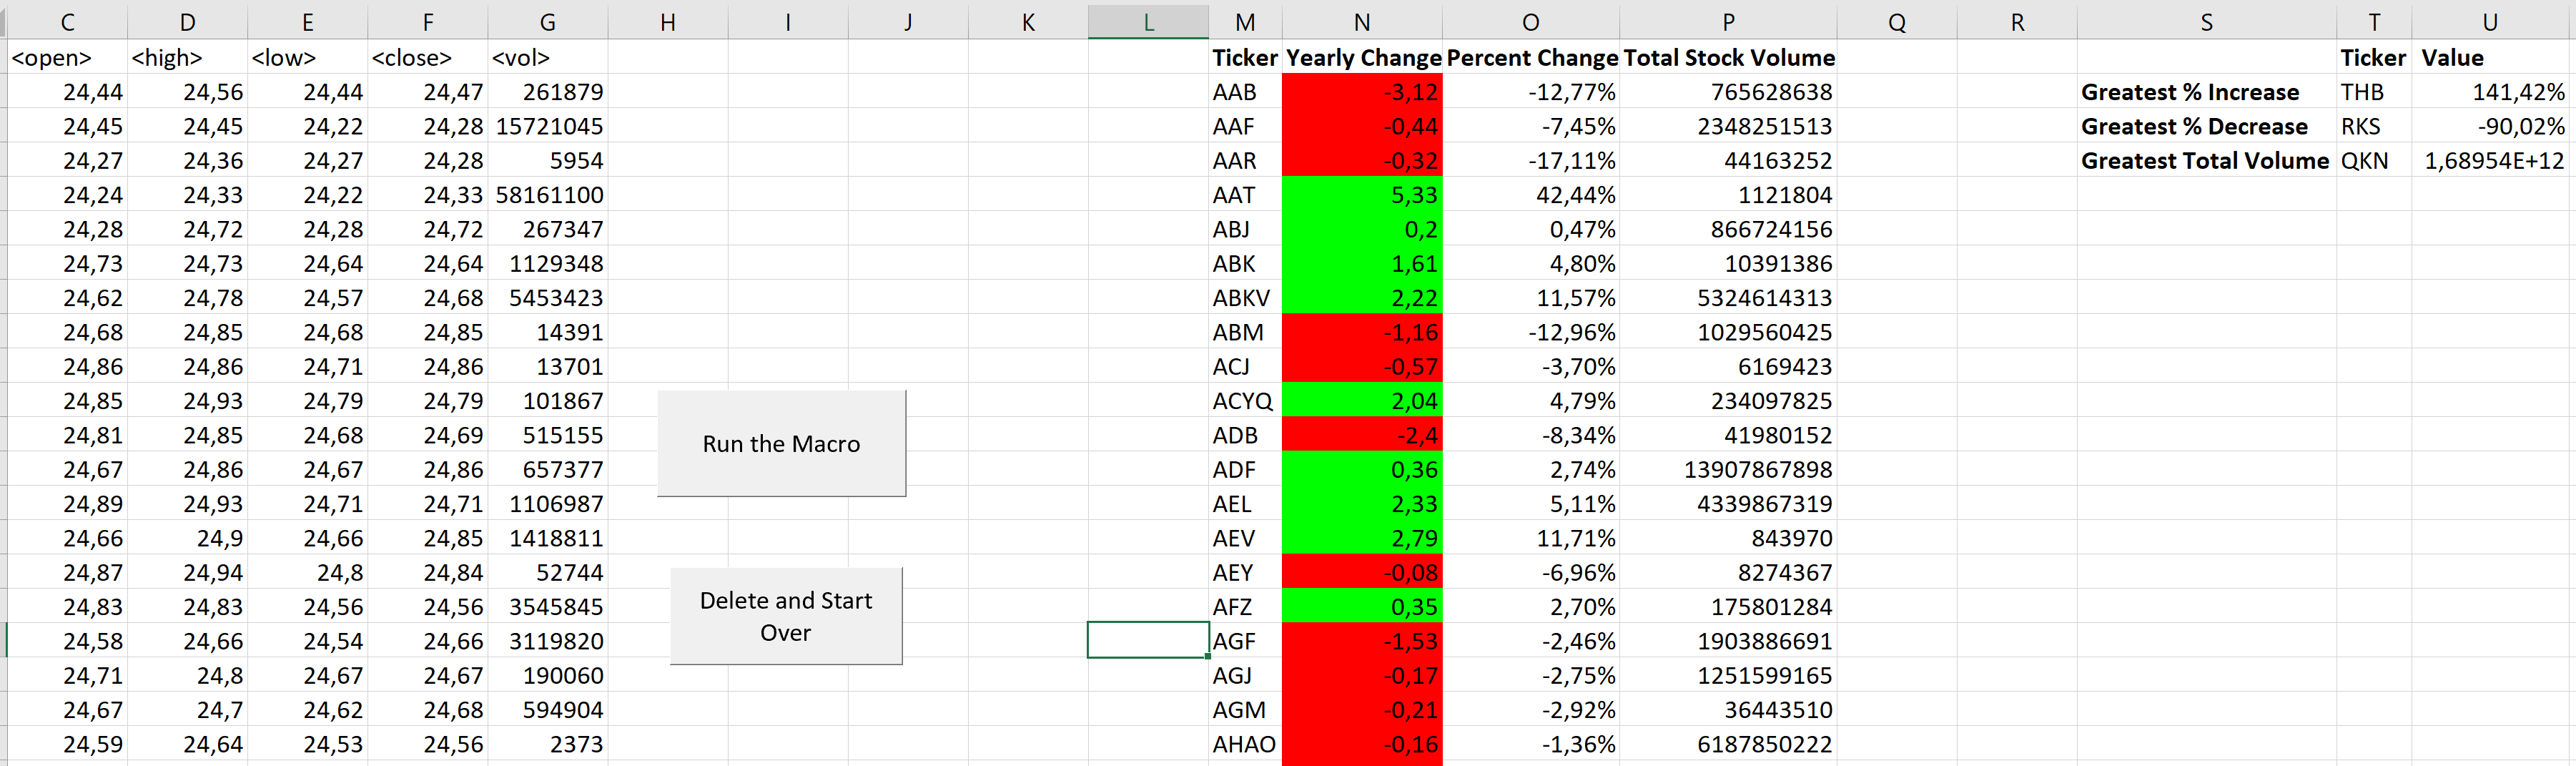 C D E F G H I J K L M N O P Q R S T U
<open> <high> <low> <close> <vol> Ticker Yearly Change Percent Change Total Stock Volume Ticker Value
24,44 24,56 24,44 24,47 261879 AAB -3,12 -12,77% 765628638 Greatest % Increase THB 141,42%
24,45 24,45 24,22 24,28 15721045 AAF -0,44 -7,45% 2348251513 Greatest % Decrease RKS -90,02%
24,27 24,36 24,27 24,28 5954 AAR -0,32 -17,11% 44163252 Greatest Total Volume QKN 1,68954E+12
24,24 24,33 24,22 24,33 58161100 AAT 5,33 42,44% 1121804
24,28 24,72 24,28 24,72 267347 ABJ 0,2 0,47% 866724156
24,73 24,73 24,64 24,64 1129348 ABK 1,61 4,80% 10391386
24,62 24,78 24,57 24,68 5453423 ABKV 2,22 11,57% 5324614313
24,68 24,85 24,68 24,85 14391 ABM -1,16 -12,96% 1029560425
24,86 24,86 24,71 24,86 13701 ACJ -0,57 -3,70% 6169423
24,85 24,93 24,79 24,79 101867 ACYQ 2,04 4,79% 234097825
24,81 24,85 24,68 24,69 515155 Run the Macro ADB -2,4 -8,34% 41980152
24,67 24,86 24,67 24,86 657377 ADF 0,36 2,74% 13907867898
24,89 24,93 24,71 24,71 1106987 AEL 2,33 5,11% 4339867319
24,66 24,9 24,66 24,85 1418811 AEV 2,79 11,71% 843970
24,87 24,94 24,8 24,84 52744 AEY -0,08 -6,96% 8274367
24,83 24,83 24,56 24,56 3545845 Delete and Start AFZ 0,35 2,70% 175801284
24,58 24,66 24,54 24,66 3119820 Over AGF -1,53 -2,46% 1903886691
24,71 24,8 24,67 24,67 190060 AGJ -0,17 -2,75% 1251599165
24,67 24,7 24,62 24,68 594904 AGM -0,21 -2,92% 36443510
24,59 24,64 24,53 24,56 2373 AHAO -0,16 -1,36% 6187850222